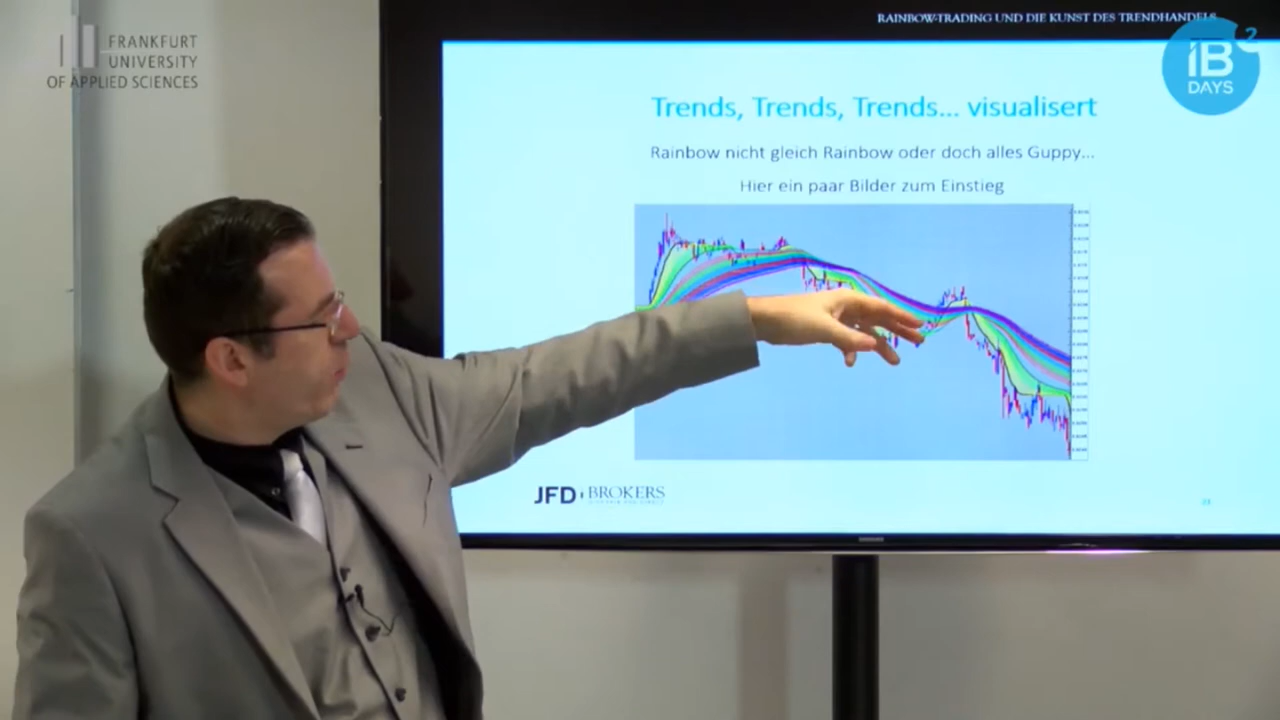 FRANKFURT
UNIVERSITY
OF APPLIED SCIENCES
RAINBOW-TRADING UND DIE KUNST DES TRENDHANDELS
iB 2
DAYS
Trends, Trends, Trends... visualisert
Rainbow nicht gleich Rainbow oder doch alles Guppy...
Hier ein paar Bilder zum Einstieg
JFD BROKERS